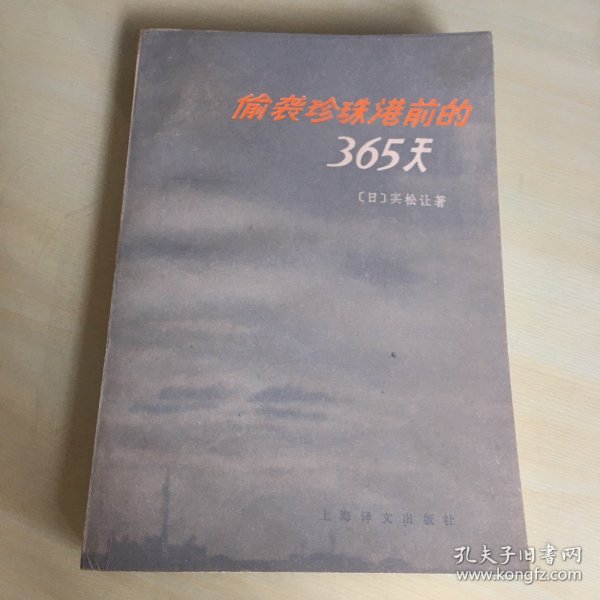 偷袭珍珠港前的
365天
〔日〕实松让著
上海译文出版社
孔夫子旧书网
www.kongfz.com